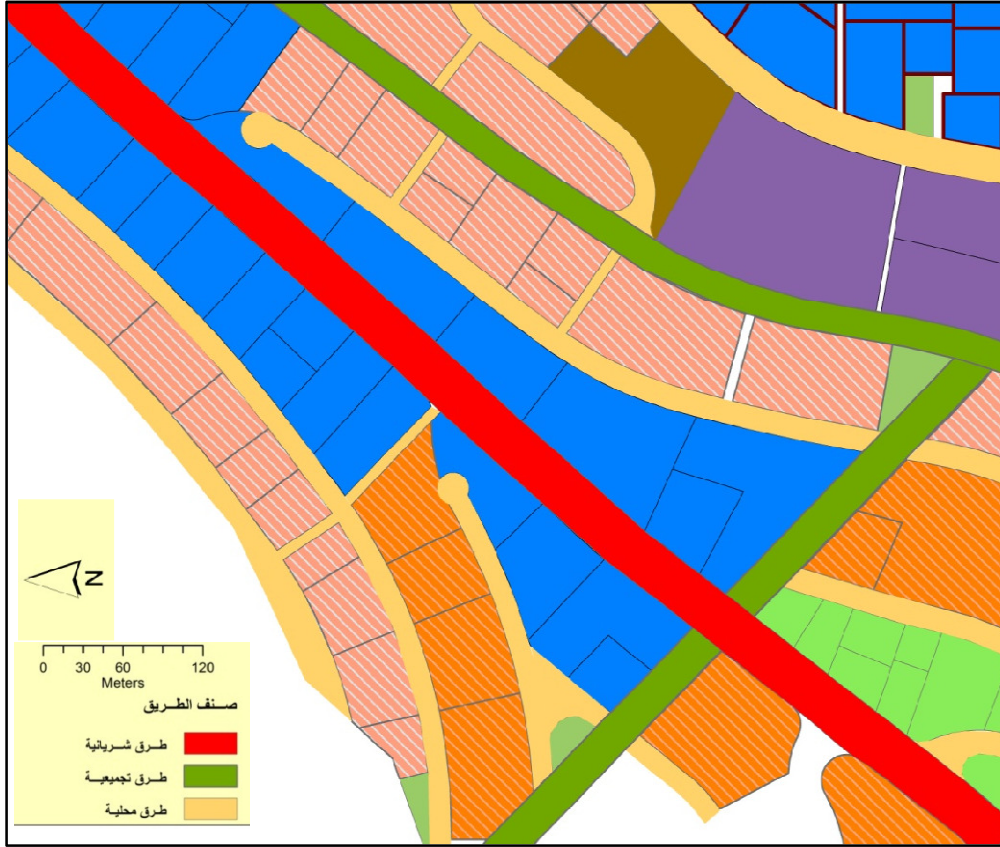 N
0 30 60 120
Meters
صنف الطريق
طرق شريانية
طرق تجميعية
طرق محلية